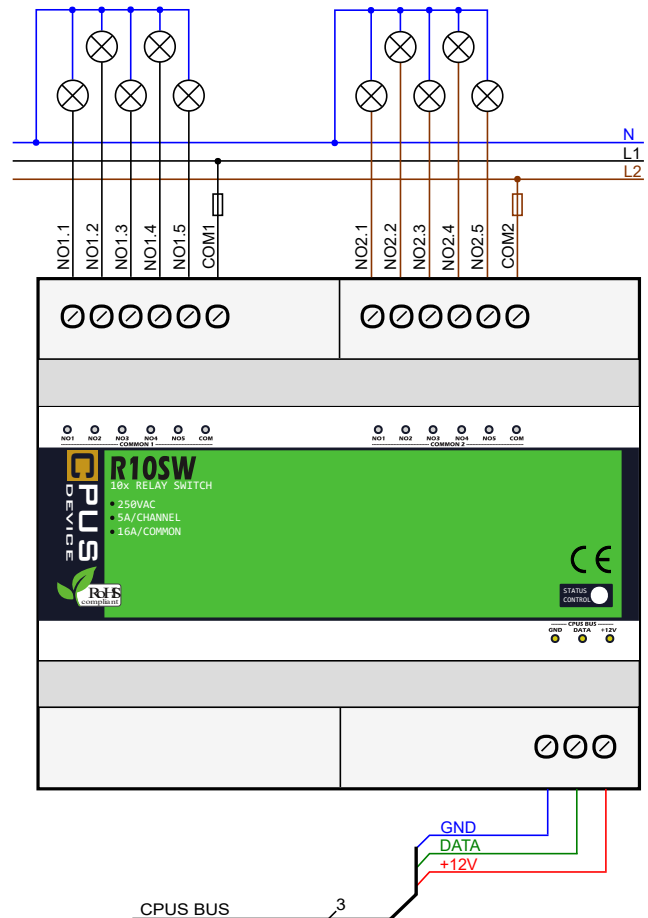 N
L1
L2
NO1.1
NO1.2
NO1.3
NO1.4
NO1.5
COM1
NO2.1
NO2.2
NO2.3
NO2.4
NO2.5
COM2
NO1 NO2 NO3 NO4 NO5 COM
COMMON 1
NO1 NO2 NO3 NO4 NO5 COM
COMMON 2
CPUS
DEVICE
R10SW
10x RELAY SWITCH
• 250VAC
• 5A/CHANNEL
• 16A/COMMON
RoHS
compliant
CE
STATUS
CONTROL
CPUS BUS
GND DATA +12V
GND
DATA
+12V
3
CPUS BUS